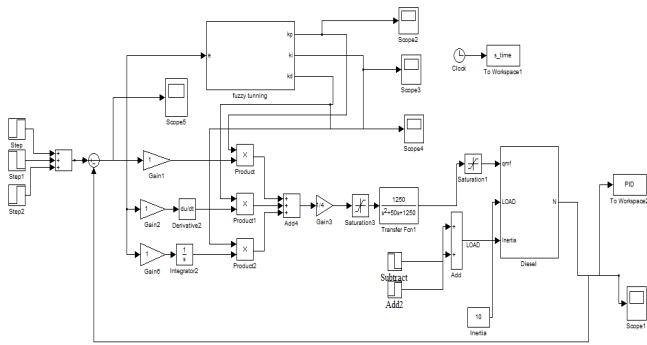 kp
ki
kd
e
fuzzy tunning
Scope2
Scope3
Scope4
Scope5
Clock
s_time
To Workspace1
Step
Step1
Step2
+
+
+
1
Gain1
X
Product
1
Gain2
du/dt
Derivative2
X
Product1
1
Gain6
1
s
Integrator2
X
Product2
+
+
+
Add4
1/4
Gain3
Saturation3
1250
s²+50s+1250
Transfer Fcn1
Saturation1
qmf
LOAD
Inertia
N
Diesel
PID
To Workspace2
Scope1
+
+
Add
LOAD
Subtract
Add2
10
Inertia